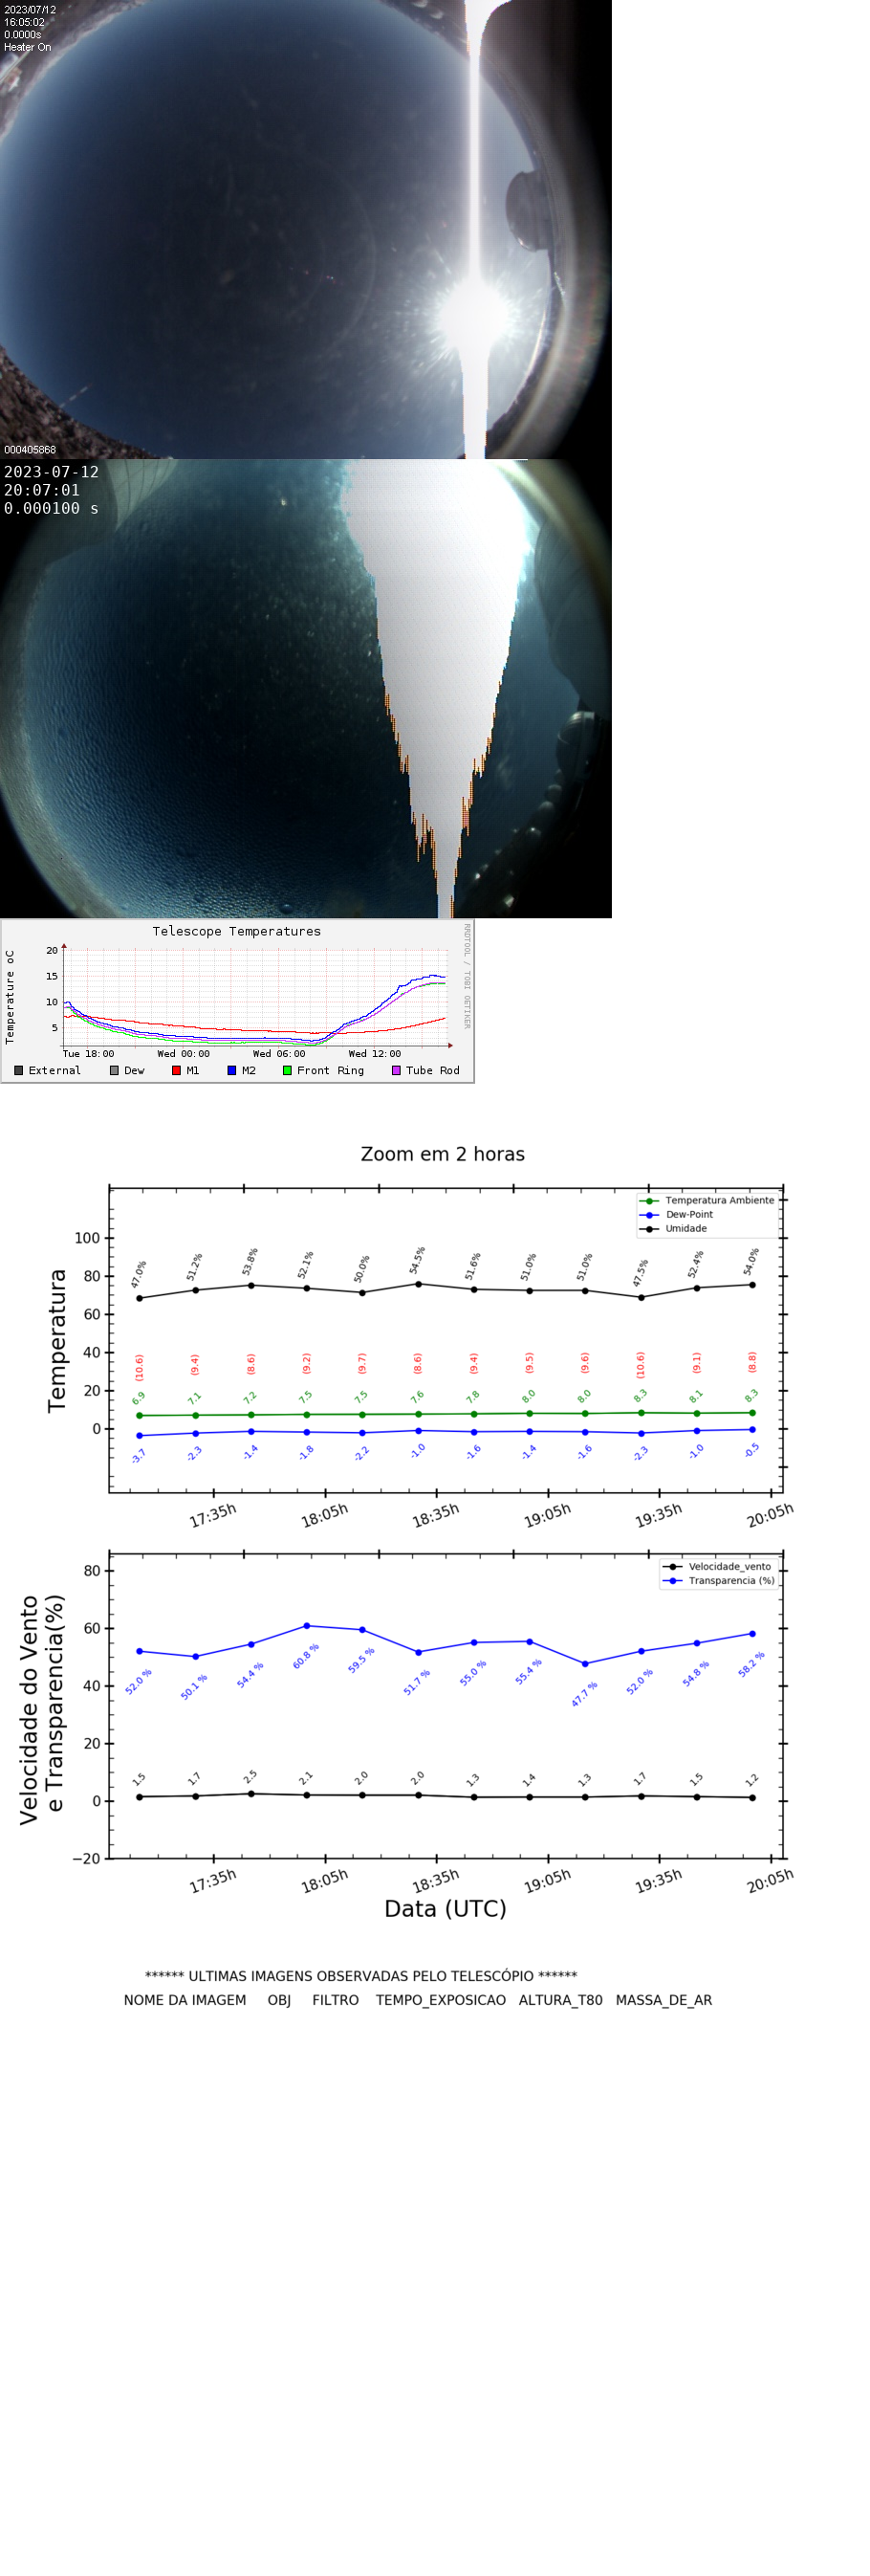 2023/07/12
16:05:02
0.0000s
Heater On
000405868
2023-07-12
20:07:01
0.000100 s
Telescope Temperatures
RRDTOOL / TOBI OETIKER
Temperature oC
20
15
10
5
Tue 18:00 Wed 00:00 Wed 06:00 Wed 12:00
External Dew M1 M2 Front Ring Tube Rod
Zoom em 2 horas
Temperatura Ambiente
Dew-Point
Umidade
Temperatura
100
80
60
40
20
0
47.0% 51.2% 53.8% 52.1% 50.0% 54.5% 51.6% 51.0% 51.0% 47.5% 52.4% 54.0%
(10.6) (9.4) (8.6) (9.2) (9.7) (8.6) (9.4) (9.5) (9.6) (10.6) (9.1) (8.8)
6.9 7.1 7.2 7.5 7.5 7.6 7.8 8.0 8.0 8.3 8.1 8.3
-3.7 -2.3 -1.4 -1.8 -2.2 -1.0 -1.6 -1.4 -1.6 -2.3 -1.0 -0.5
17:35h 18:05h 18:35h 19:05h 19:35h 20:05h
Velocidade_vento
Transparencia (%)
Velocidade do Vento
e Transparencia(%)
80
60
40
20
0
−20
52.0 % 50.1 % 54.4 % 60.8 % 59.5 % 51.7 % 55.0 % 55.4 % 47.7 % 52.0 % 54.8 % 58.2 %
1.5 1.7 2.5 2.1 2.0 2.0 1.3 1.4 1.3 1.7 1.5 1.2
17:35h 18:05h 18:35h 19:05h 19:35h 20:05h
Data (UTC)
****** ULTIMAS IMAGENS OBSERVADAS PELO TELESCÓPIO ******
NOME DA IMAGEM OBJ FILTRO TEMPO_EXPOSICAO ALTURA_T80 MASSA_DE_AR